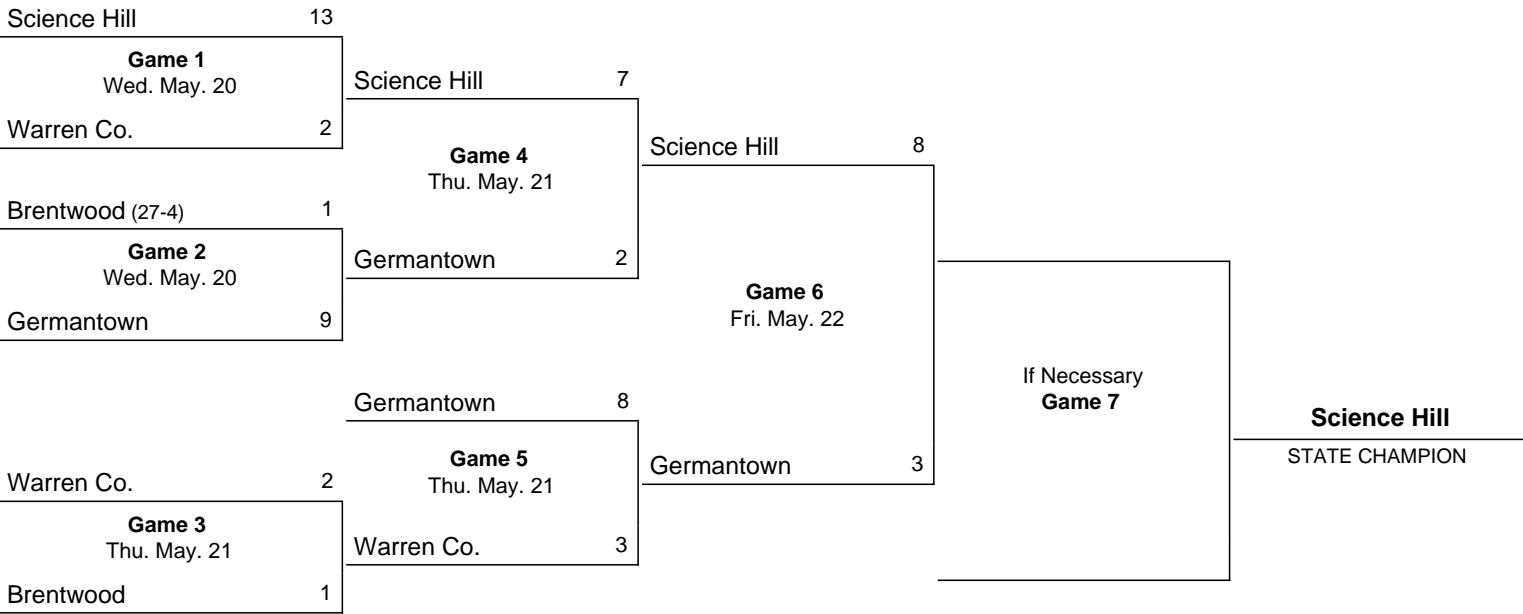 Science Hill 13
Game 1
Wed. May. 20
Warren Co. 2
Brentwood (27-4) 1
Game 2
Wed. May. 20
Germantown 9
Warren Co. 2
Game 3
Thu. May. 21
Brentwood 1
Science Hill 7
Game 4
Thu. May. 21
Germantown 2
Germantown 8
Game 5
Thu. May. 21
Warren Co. 3
Science Hill 8
Game 6
Fri. May. 22
Germantown 3
If Necessary
Game 7
Science Hill
STATE CHAMPION